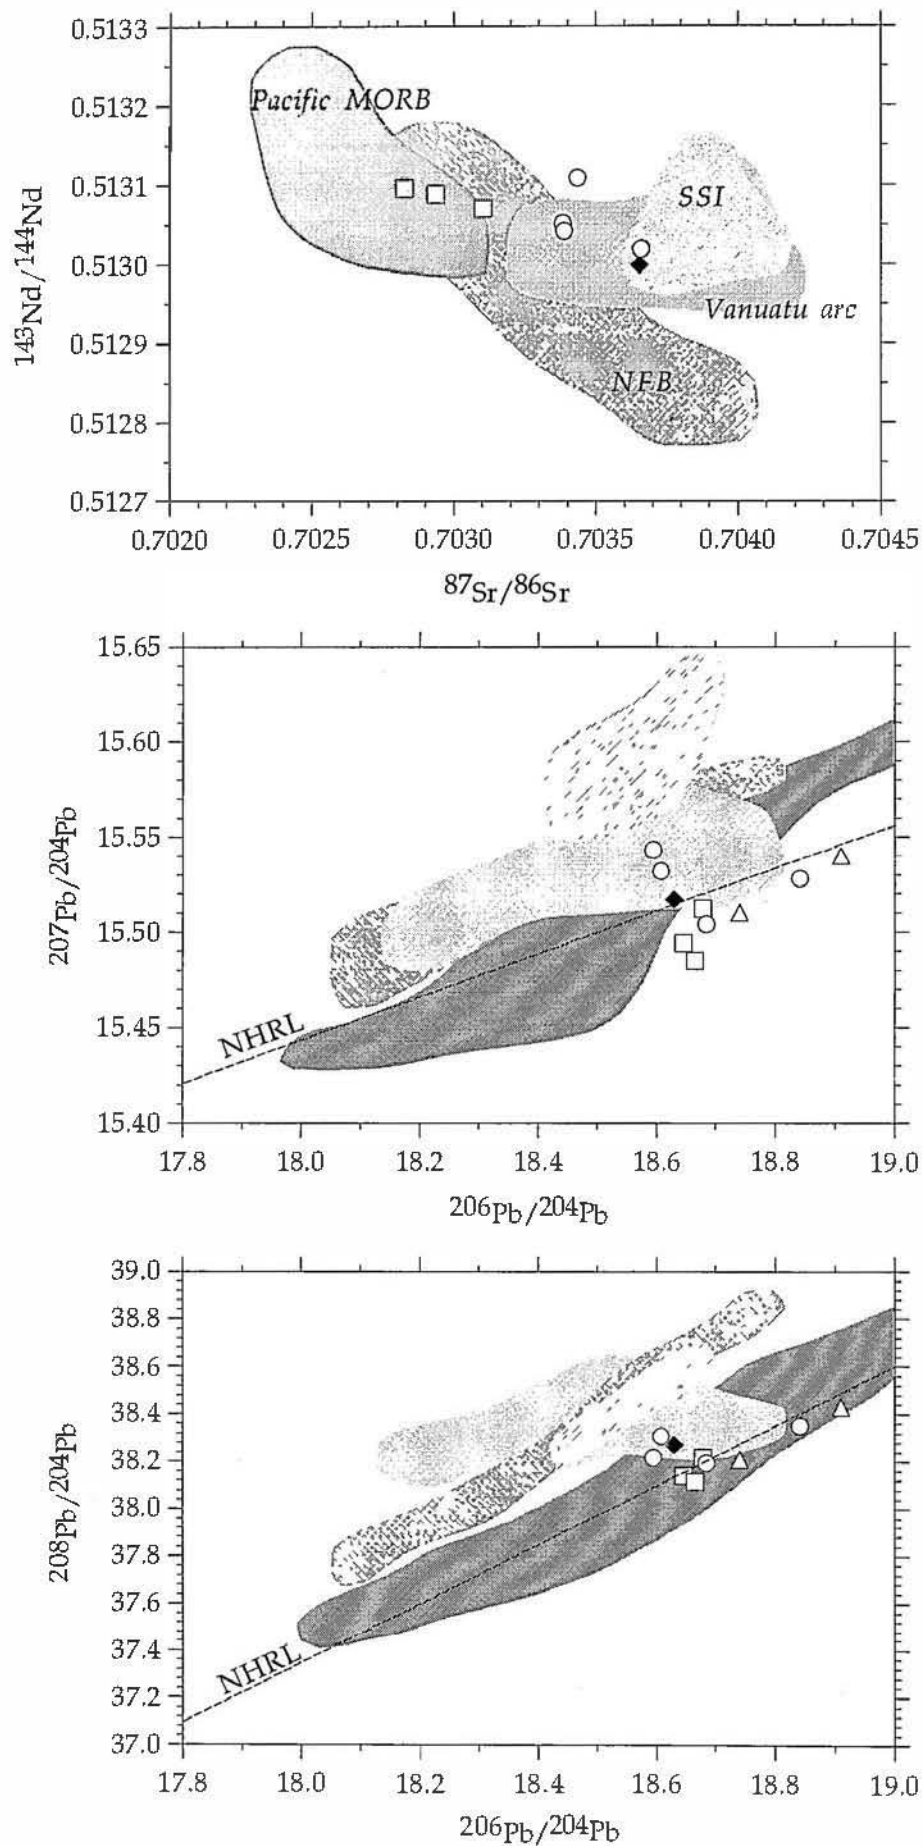 0.5133
0.5132
0.5131
0.5130
0.5129
0.5128
0.5127
143Nd/144Nd
Pacific MORB
SSI
Vanuatu arc
NFB
0.7020 0.7025 0.7030 0.7035 0.7040 0.7045
87Sr/86Sr
15.65
15.60
15.55
15.50
15.45
15.40
207Pb/204Pb
NHRL
17.8 18.0 18.2 18.4 18.6 18.8 19.0
206Pb/204Pb
39.0
38.8
38.6
38.4
38.2
38.0
37.8
37.6
37.4
37.2
37.0
208Pb/204Pb
NHRL
17.8 18.0 18.2 18.4 18.6 18.8 19.0
206Pb/204Pb